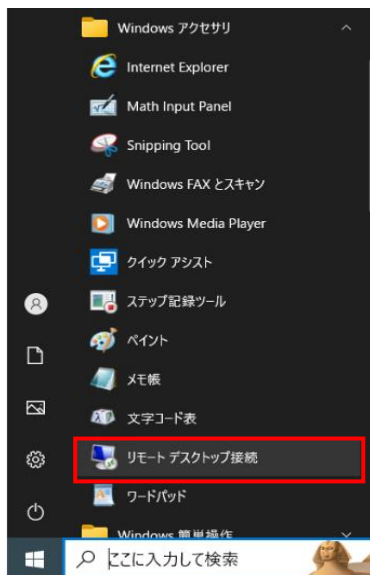 Windows アクセサリ
Internet Explorer
Math Input Panel
Snipping Tool
Windows FAX とスキャン
Windows Media Player
クイック アシスト
ステップ記録ツール
ペイント
メモ帳
文字コード表
リモート デスクトップ接続
ワードパッド
Windows 簡単操作
ここに入力して検索